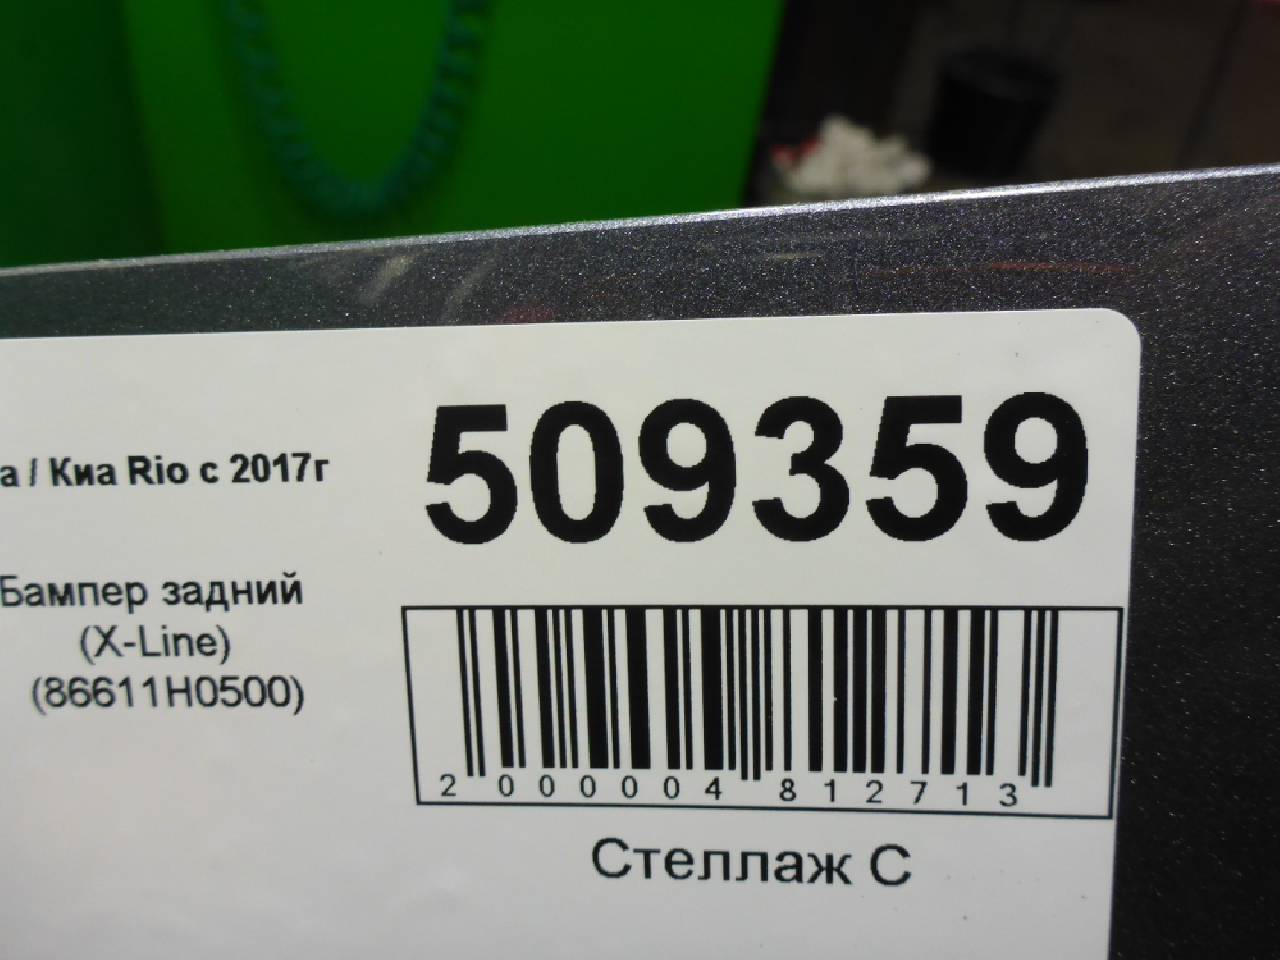 а / Киа Rio с 2017г
509359
Бампер задний
(X-Line)
(86611H0500)
2 000004 812713
Стеллаж С